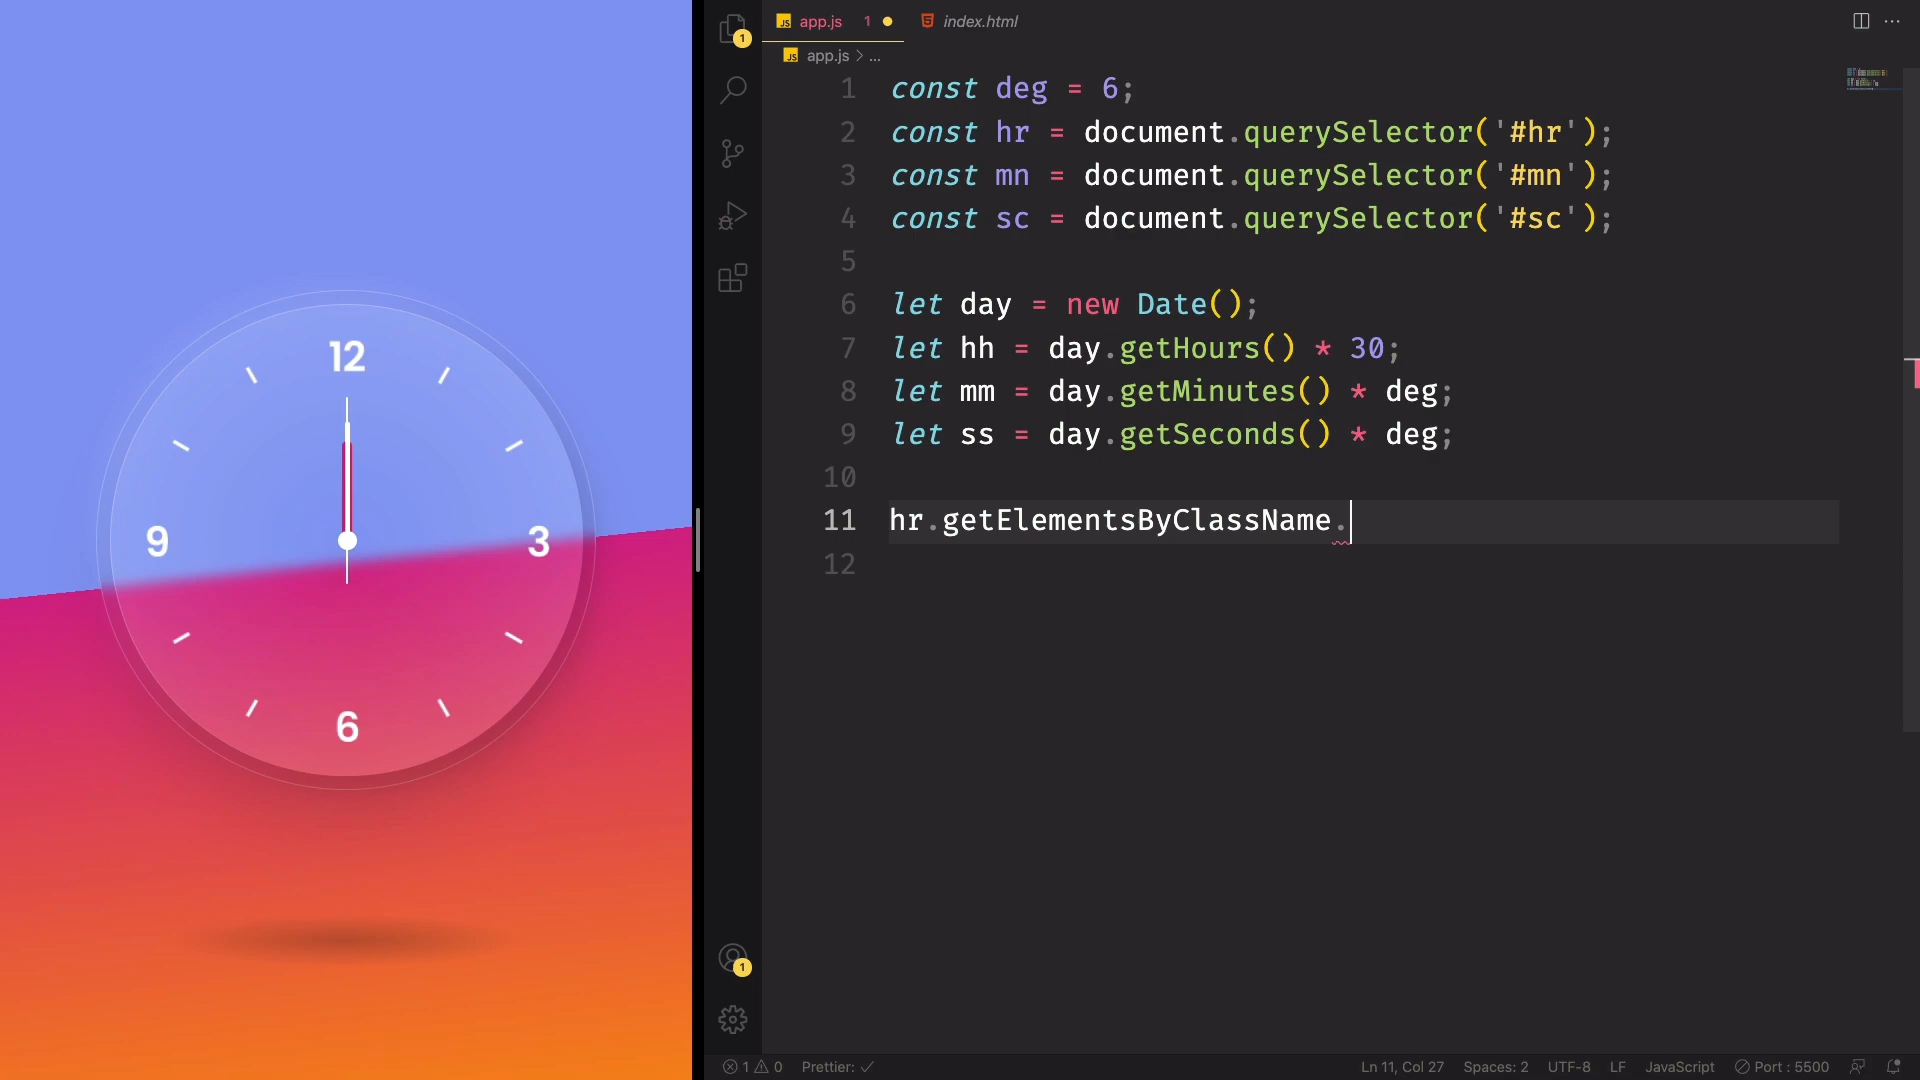 12
9
3
6
1
JS app.js 1
index.html
JS app.js > ...
1 const deg = 6;
2 const hr = document.querySelector('#hr');
3 const mn = document.querySelector('#mn');
4 const sc = document.querySelector('#sc');
5
6 let day = new Date();
7 let hh = day.getHours() * 30;
8 let mm = day.getMinutes() * deg;
9 let ss = day.getSeconds() * deg;
10
11 hr.getElementsByClassName.
12
1
1 0 Prettier: ✓
Ln 11, Col 27 Spaces: 2 UTF-8 LF JavaScript Port : 5500